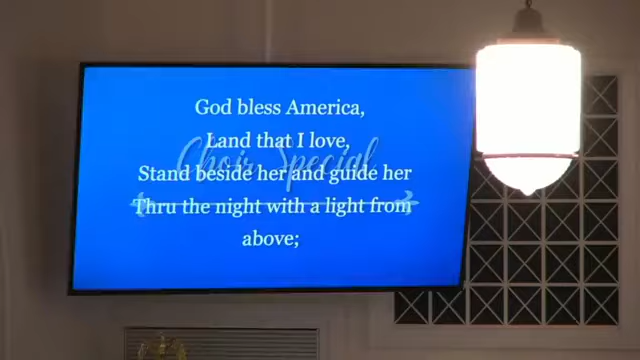 God bless America,
Land that I love,
Choir Special
Stand beside her and guide her
Thru the night with a light from
above;